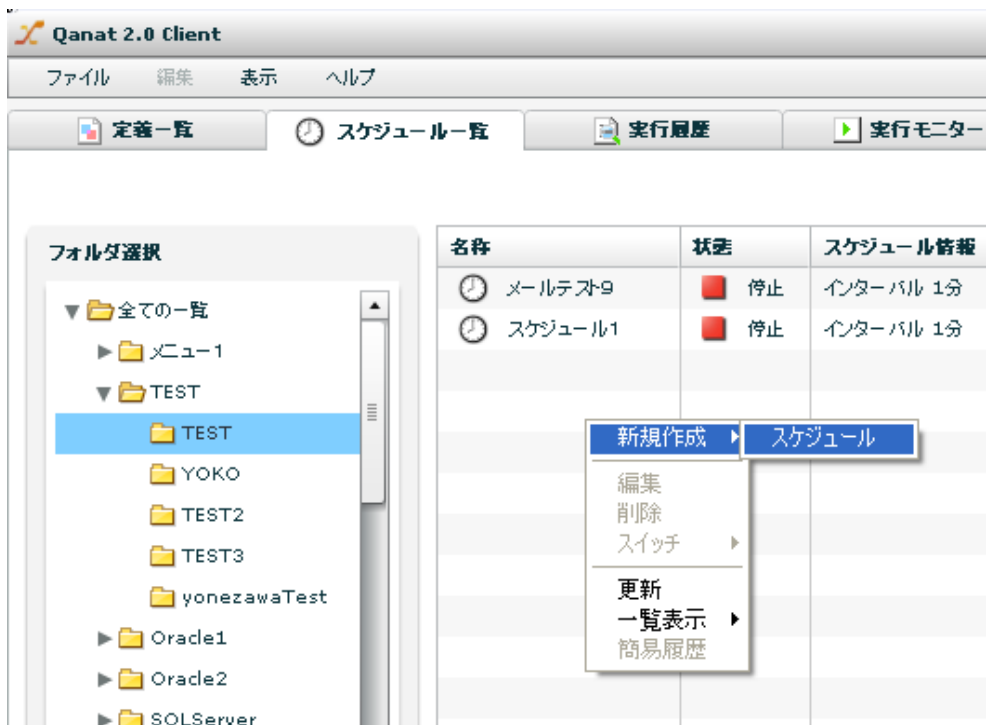 Qanat 2.0 Client
ファイル 編集 表示 ヘルプ
定義一覧 スケジュール一覧 実行履歴 実行モニター
フォルダ選択
全ての一覧
メニュー1
TEST
TEST
YOKO
TEST2
TEST3
yonezawaTest
Oracle1
Oracle2
SQLServer
名称 状態 スケジュール情報
メールテスト9 停止 インターバル 1分
スケジュール1 停止 インターバル 1分
新規作成 スケジュール
編集
削除
スイッチ
更新
一覧表示
簡易履歴